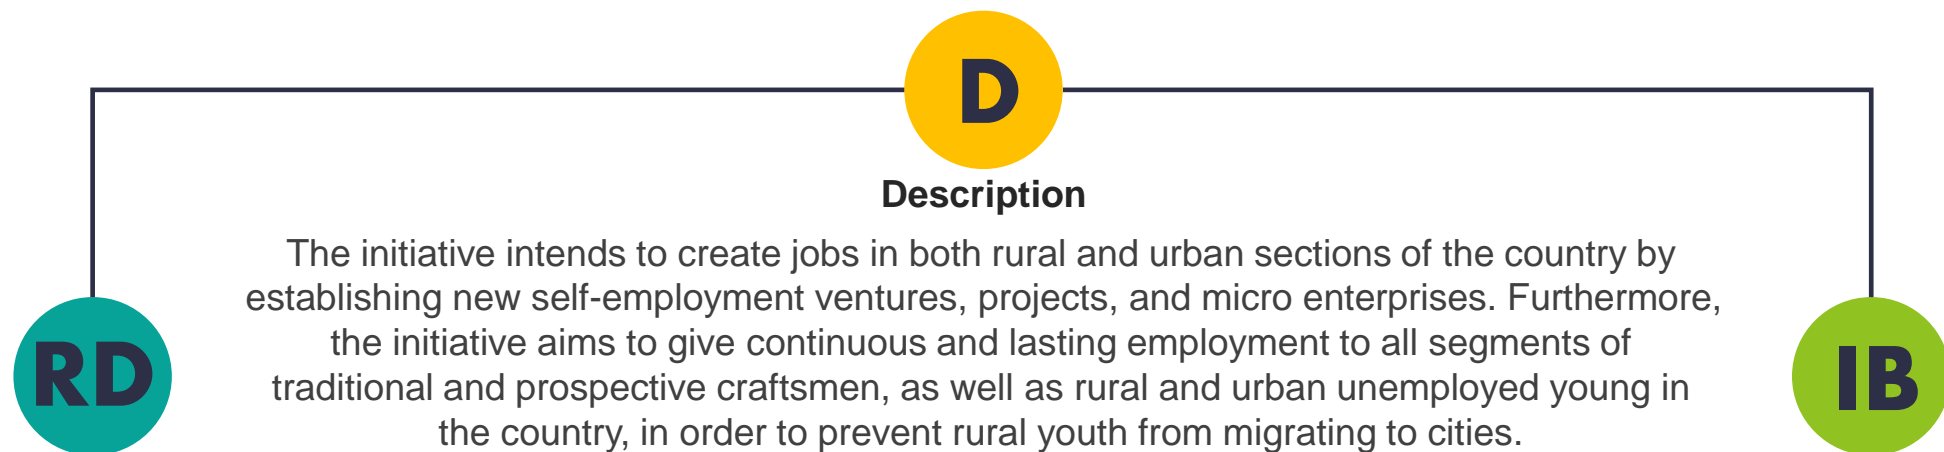 D
Description
The initiative intends to create jobs in both rural and urban sections of the country by
establishing new self-employment ventures, projects, and micro enterprises. Furthermore,
the initiative aims to give continuous and lasting employment to all segments of
traditional and prospective craftsmen, as well as rural and urban unemployed young in
the country, in order to prevent rural youth from migrating to cities.
RD
IB